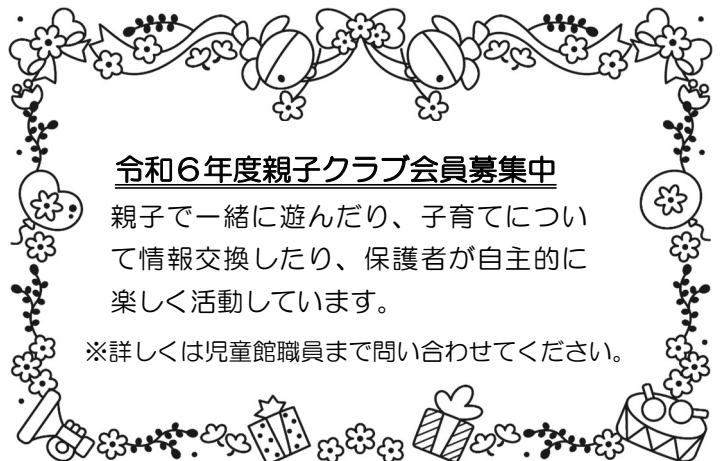 令和６年度親子クラブ会員募集中
親子で一緒に遊んだり、子育てについ
て情報交換したり、保護者が自主的に
楽しく活動しています。
※詳しくは児童館職員まで問い合わせてください。